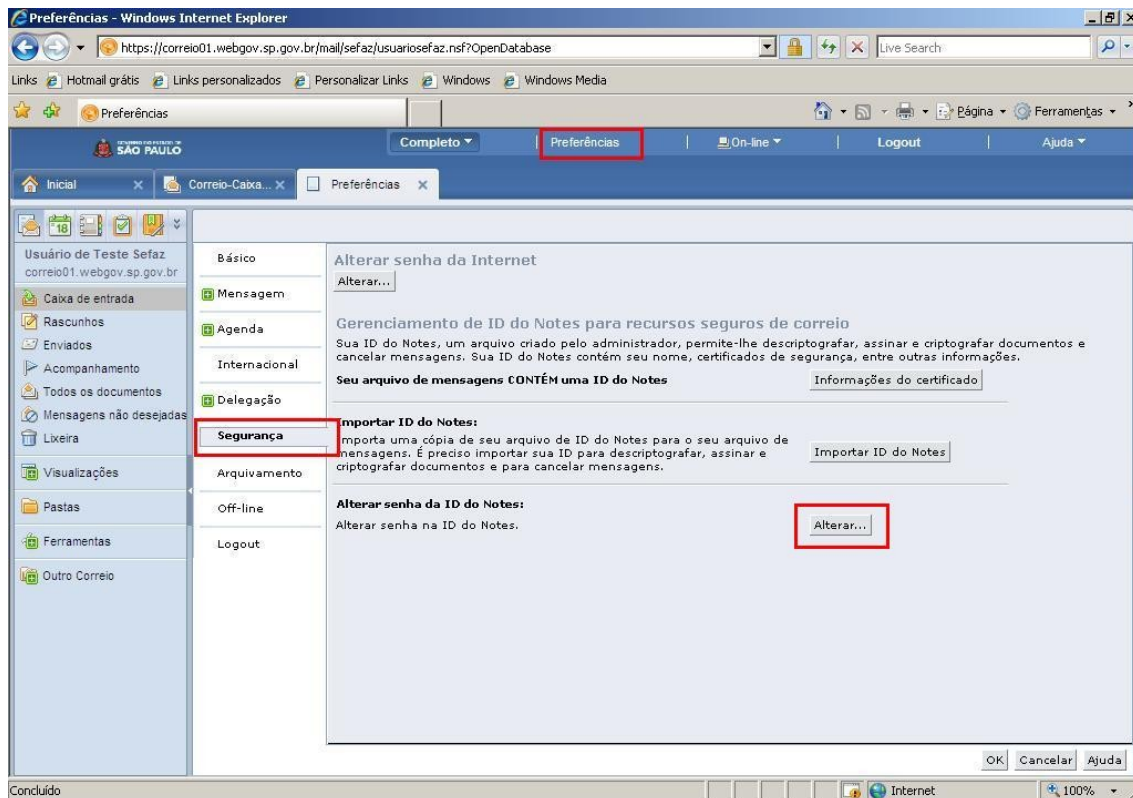 Preferências - Windows Internet Explorer
https://correio01.webgov.sp.gov.br/mail/sefaz/usuariosefaz.nsf?OpenDatabase
Live Search
Links Hotmail grátis Links personalizados Personalizar Links Windows Windows Media
Preferências
Página Ferramentas
SÃO PAULO
Completo Preferências On-line Logout Ajuda
Inicial Correio-Caixa... Preferências
18
Usuário de Teste Sefaz
correio01.webgov.sp.gov.br
Caixa de entrada
Rascunhos
Enviados
Acompanhamento
Todos os documentos
Mensagens não desejadas
Lixeira
Visualizações
Pastas
Ferramentas
Outro Correio
Básico
Mensagem
Agenda
Internacional
Delegação
Segurança
Arquivamento
Off-line
Logout
Alterar senha da Internet
Alterar...
Gerenciamento de ID do Notes para recursos seguros de correio
Sua ID do Notes, um arquivo criado pelo administrador, permite-lhe descriptografar, assinar e criptografar documentos e
cancelar mensagens. Sua ID do Notes contém seu nome, certificados de segurança, entre outras informações.
Seu arquivo de mensagens CONTÉM uma ID do Notes
Informações do certificado
Importar ID do Notes:
Importa uma cópia de seu arquivo de ID do Notes para o seu arquivo de
mensagens. É preciso importar sua ID para descriptografar, assinar e
criptografar documentos e para cancelar mensagens.
Importar ID do Notes
Alterar senha da ID do Notes:
Alterar senha na ID do Notes.
Alterar...
OK Cancelar Ajuda
Concluído
Internet
100%